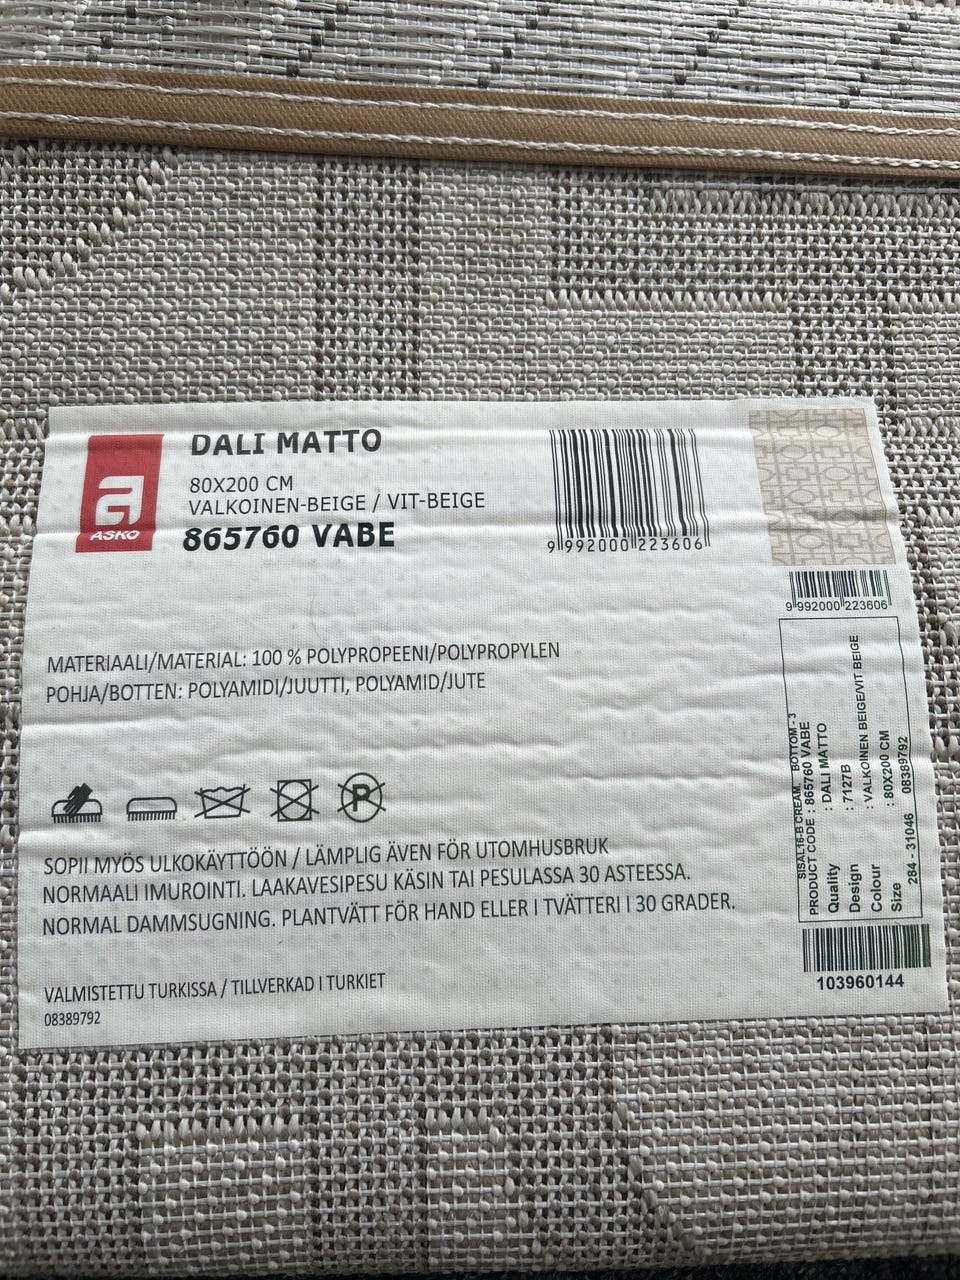 DALI MATTO
80X200 CM
VALKOINEN-BEIGE / VIT-BEIGE
865760 VABE
ASKO
9 992000 223606
9 992000 223606
MATERIAALI/MATERIAL: 100 % POLYPROPEENI/POLYPROPYLEN
POHJA/BOTTEN: POLYAMIDI/JUUTTI, POLYAMID/JUTE
P
SOPII MYÖS ULKOKÄYTTÖÖN / LÄMPLIG ÄVEN FÖR UTOMHUSBRUK
NORMAALI IMUROINTI. LAAKAVESIPESU KÄSIN TAI PESULASSA 30 ASTEESSA.
NORMAL DAMMSUGNING. PLANTVÄTT FÖR HAND ELLER I TVÄTTERI I 30 GRADER.
VALMISTETTU TURKISSA / TILLVERKAD I TURKIET
08389792
SISAL16-B CREAM BOTTOM - 3
PRODUCT CODE : 865760 VABE
Quality : DALI MATTO
Design : 7127B
Colour : VALKOINEN BEIGE/VIT BEIGE
Size : 80X200 CM
284 - 31046 08389792
103960144